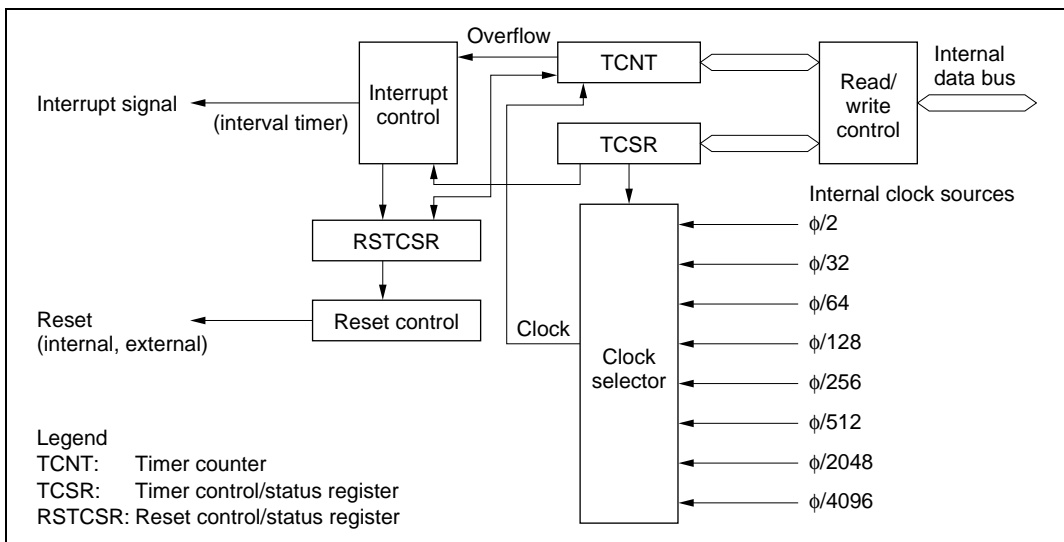 Overflow
TCNT
Internal
data bus
Read/
write
control
Interrupt
control
Interrupt signal
(interval timer)
TCSR
Internal clock sources
RSTCSR
ϕ/2
ϕ/32
ϕ/64
Reset control
Reset
(internal, external)
Clock
ϕ/128
Clock
selector
ϕ/256
ϕ/512
ϕ/2048
ϕ/4096
Legend
TCNT: Timer counter
TCSR: Timer control/status register
RSTCSR: Reset control/status register